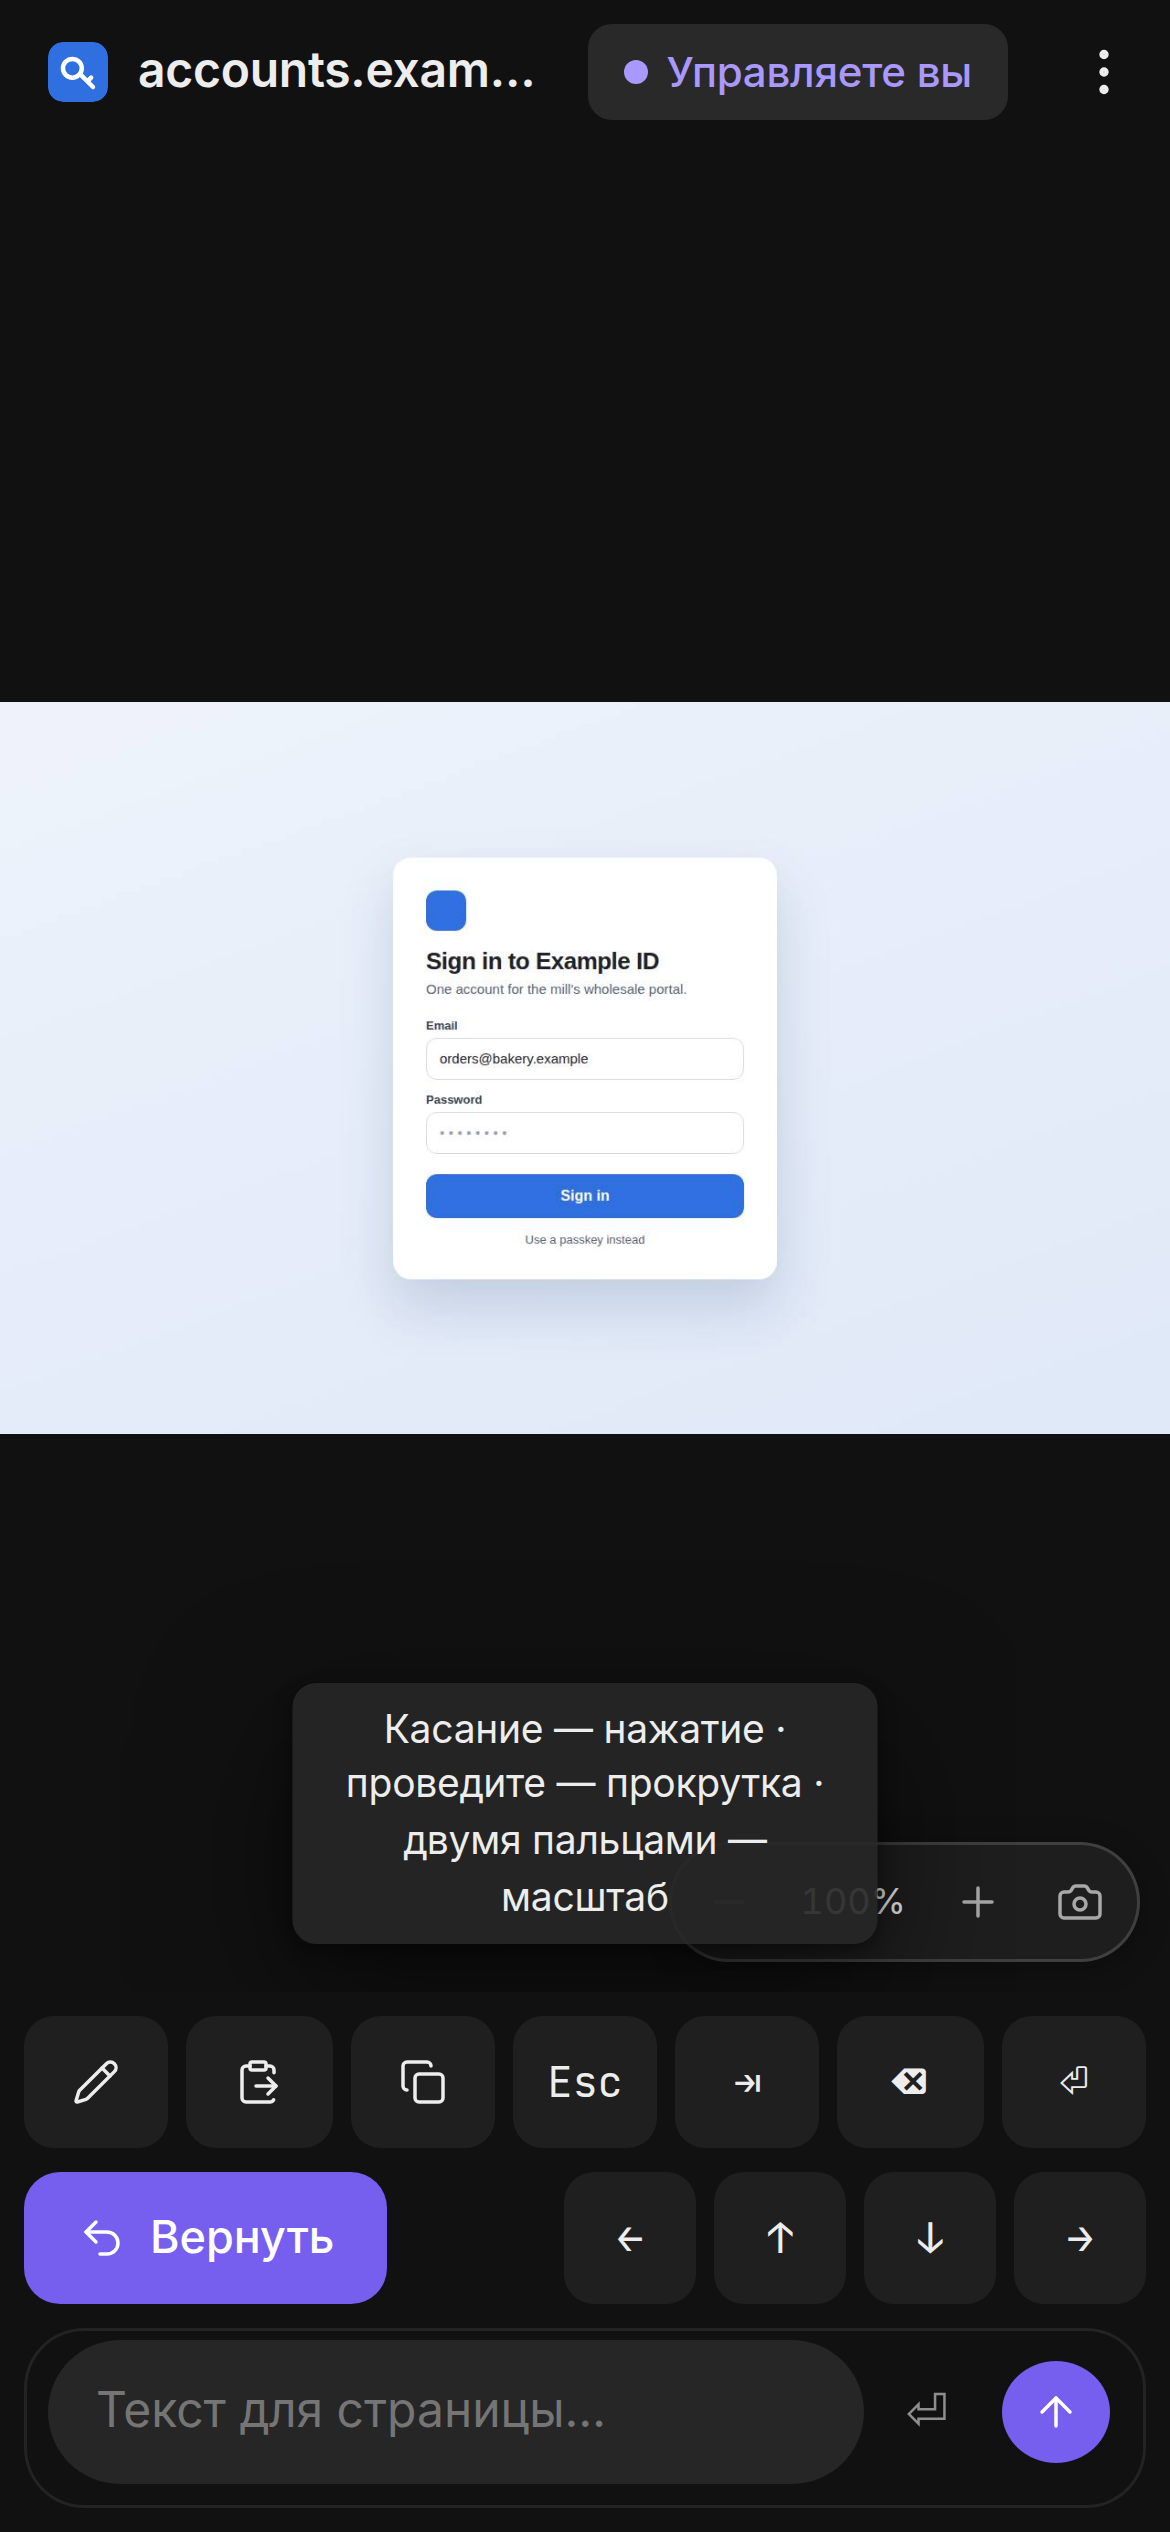 accounts.exam...
Управляете вы
Sign in to Example ID
One account for the mill's wholesale portal.
Email
orders@bakery.example
Password
••••••••
Sign in
Use a passkey instead
Касание — нажатие ·
проведите — прокрутка ·
двумя пальцами —
масштаб
100%
Esc
Вернуть
Текст для страницы...